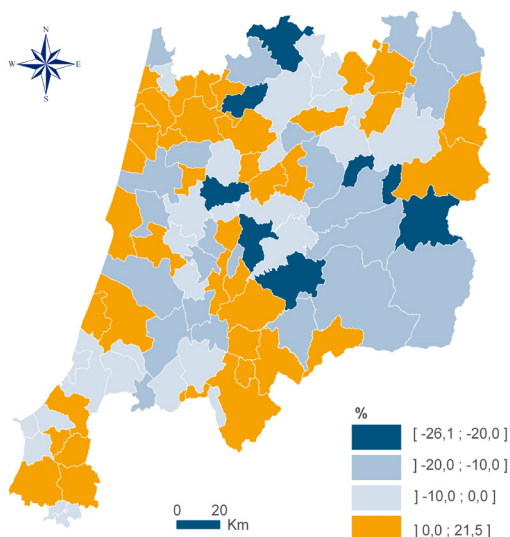 N
W E
S
%
[ -26,1 ; -20,0 ]
] -20,0 ; -10,0 ]
] -10,0 ; 0,0 ]
] 0,0 ; 21,5 ]
0 20
Km